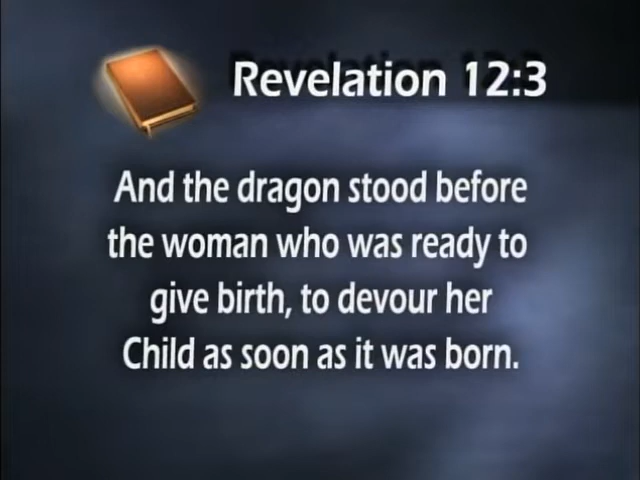 Revelation 12:3
And the dragon stood before
the woman who was ready to
give birth, to devour her
Child as soon as it was born.